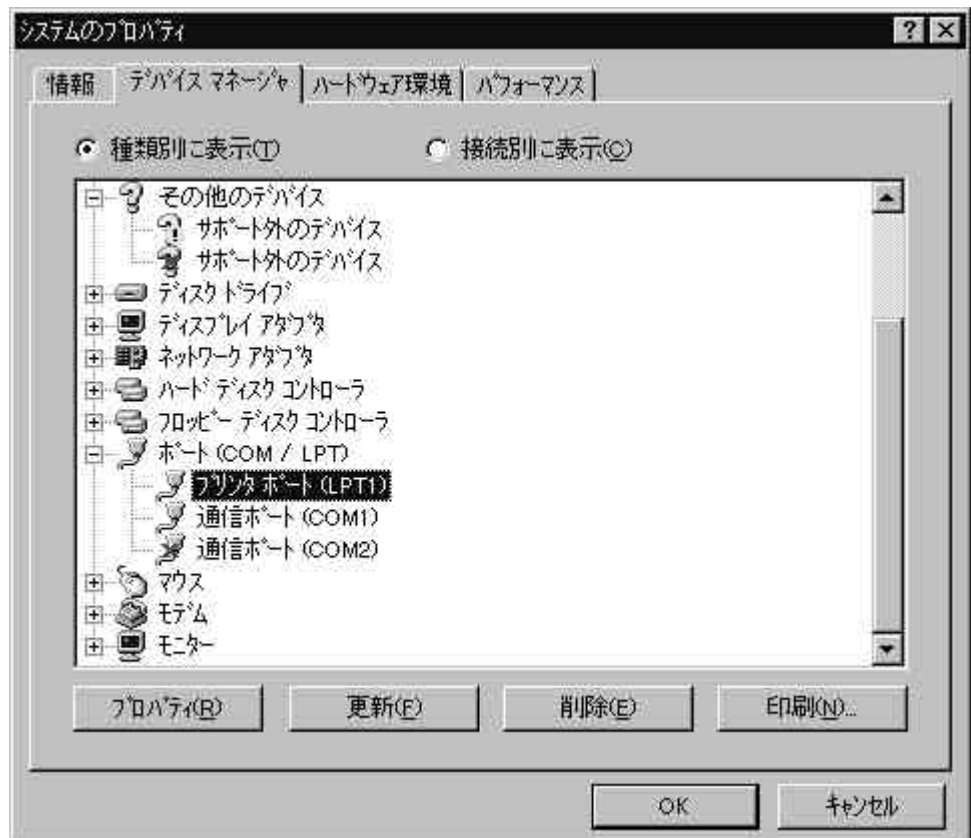 システムのプロパティ
情報 デバイス マネージャ ハードウェア環境 パフォーマンス
種類別に表示(T) 接続別に表示(C)
その他のデバイス
サポート外のデバイス
サポート外のデバイス
ディスク ドライブ
ディスプレイ アダプタ
ネットワーク アダプタ
ハード ディスク コントローラ
フロッピー ディスク コントローラ
ポート (COM / LPT)
プリンタ ポート (LPT1)
通信ポート (COM1)
通信ポート (COM2)
マウス
モデム
モニター
プロパティ(R) 更新(F) 削除(E) 印刷(N)...
OK キャンセル